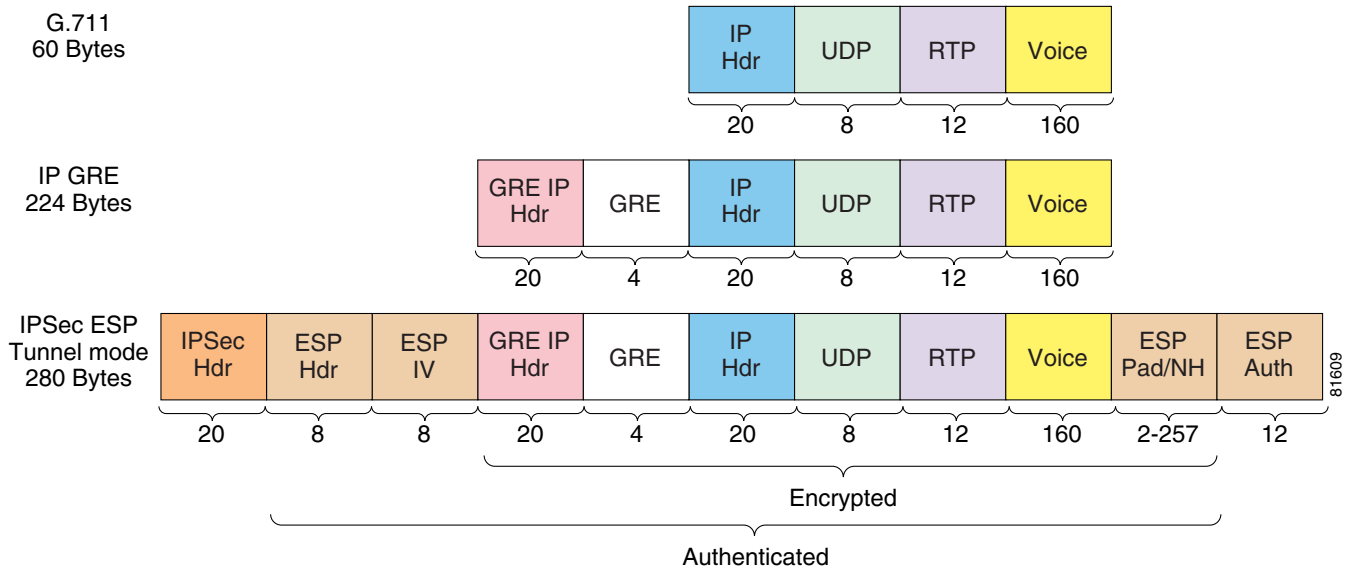 G.711
60 Bytes
IP
Hdr
UDP
RTP
Voice
20
8
12
160
IP GRE
224 Bytes
GRE IP
Hdr
GRE
IP
Hdr
UDP
RTP
Voice
20
4
20
8
12
160
IPSec ESP
Tunnel mode
280 Bytes
IPSec
Hdr
ESP
Hdr
ESP
IV
GRE IP
Hdr
GRE
IP
Hdr
UDP
RTP
Voice
ESP
Pad/NH
ESP
Auth
81609
20
8
8
20
4
20
8
12
160
2-257
12
Encrypted
Authenticated